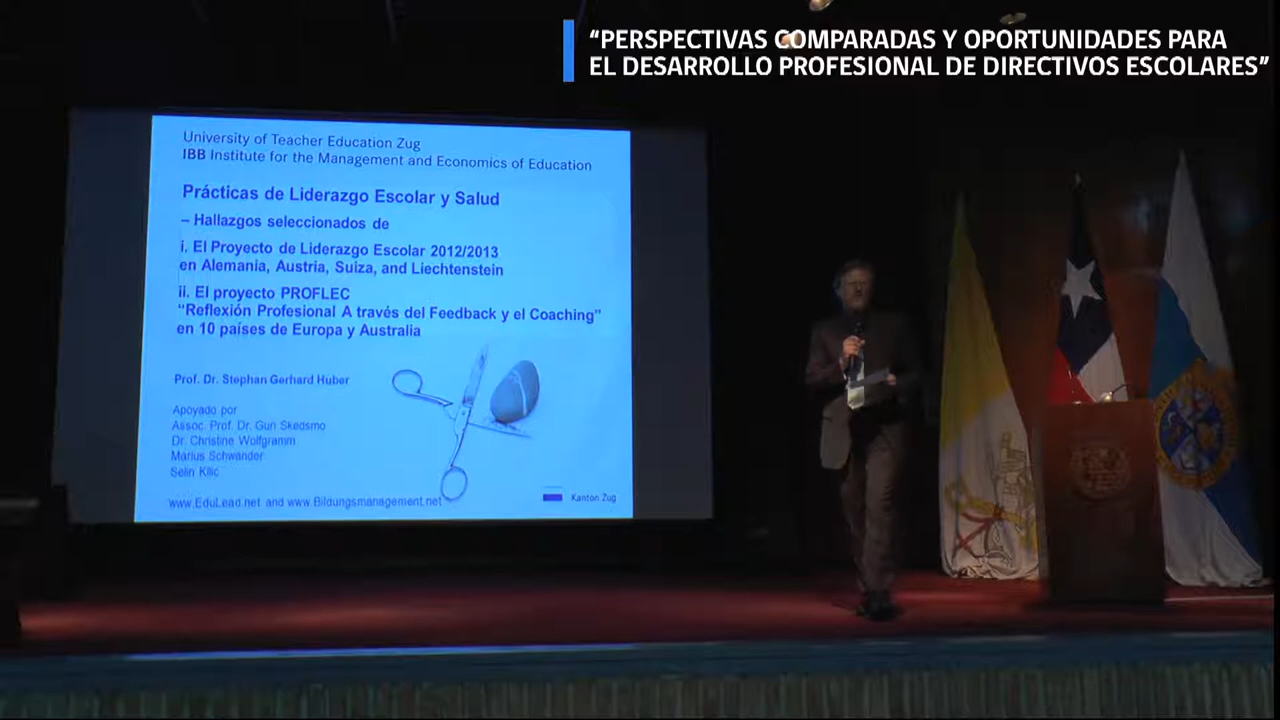 “PERSPECTIVAS COMPARADAS Y OPORTUNIDADES PARA
EL DESARROLLO PROFESIONAL DE DIRECTIVOS ESCOLARES”
University of Teacher Education Zug
IBB Institute for the Management and Economics of Education
Prácticas de Liderazgo Escolar y Salud
– Hallazgos seleccionados de
i. El Proyecto de Liderazgo Escolar 2012/2013
en Alemania, Austria, Suiza, and Liechtenstein
ii. El proyecto PROFLEC
“Reflexión Profesional A través del Feedback y el Coaching”
en 10 países de Europa y Australia
Prof. Dr. Stephan Gerhard Huber
Apoyado por
Assoc. Prof. Dr. Guri Skedsmo
Dr. Christine Wolfgramm
Marius Schwander
Selin Kilic
www.EduLead.net and www.Bildungsmanagement.net
Kanton Zug